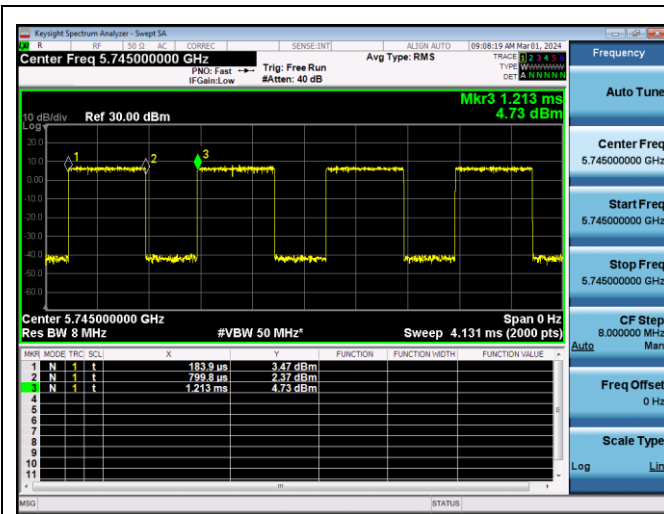 Keysight Spectrum Analyzer - Swept SA
R RF 50 Ω AC CORREC SENSE:INT ALIGN AUTO 09:08:19 AM Mar 01, 2024
Center Freq 5.745000000 GHz
PNO: Fast
IFGain:Low
Trig: Free Run
#Atten: 40 dB
Avg Type: RMS
TRACE 1 2 3 4 5 6
TYPE WWWWWW
DET A NNNNN
Mkr3 1.213 ms
4.73 dBm
10 dB/div Ref 30.00 dBm
Log
20.0
10.0
0.00
-10.0
-20.0
-30.0
-40.0
-50.0
-60.0
1
2
3
Center 5.745000000 GHz Span 0 Hz
Res BW 8 MHz #VBW 50 MHz* Sweep 4.131 ms (2000 pts)
MKR MODE TRC SCL X Y FUNCTION FUNCTION WIDTH FUNCTION VALUE
1 N 1 t 183.9 µs 3.47 dBm
2 N 1 t 799.8 µs 2.37 dBm
3 N 1 t 1.213 ms 4.73 dBm
4
5
6
7
8
9
10
11
MSG STATUS
Frequency
Auto Tune
Center Freq
5.745000000 GHz
Start Freq
5.745000000 GHz
Stop Freq
5.745000000 GHz
CF Step
8.000000 MHz
Auto Man
Freq Offset
0 Hz
Scale Type
Log Lin